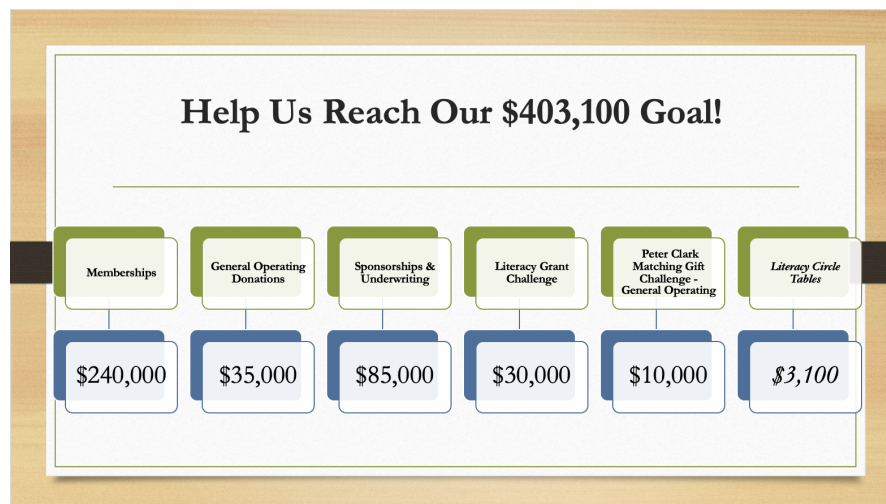 Help Us Reach Our $403,100 Goal!
Memberships
General Operating
Donations
Sponsorships &
Underwriting
Literacy Grant
Challenge
Peter Clark
Matching Gift
Challenge -
General Operating
Literacy Circle
Tables
$240,000
$35,000
$85,000
$30,000
$10,000
$3,100